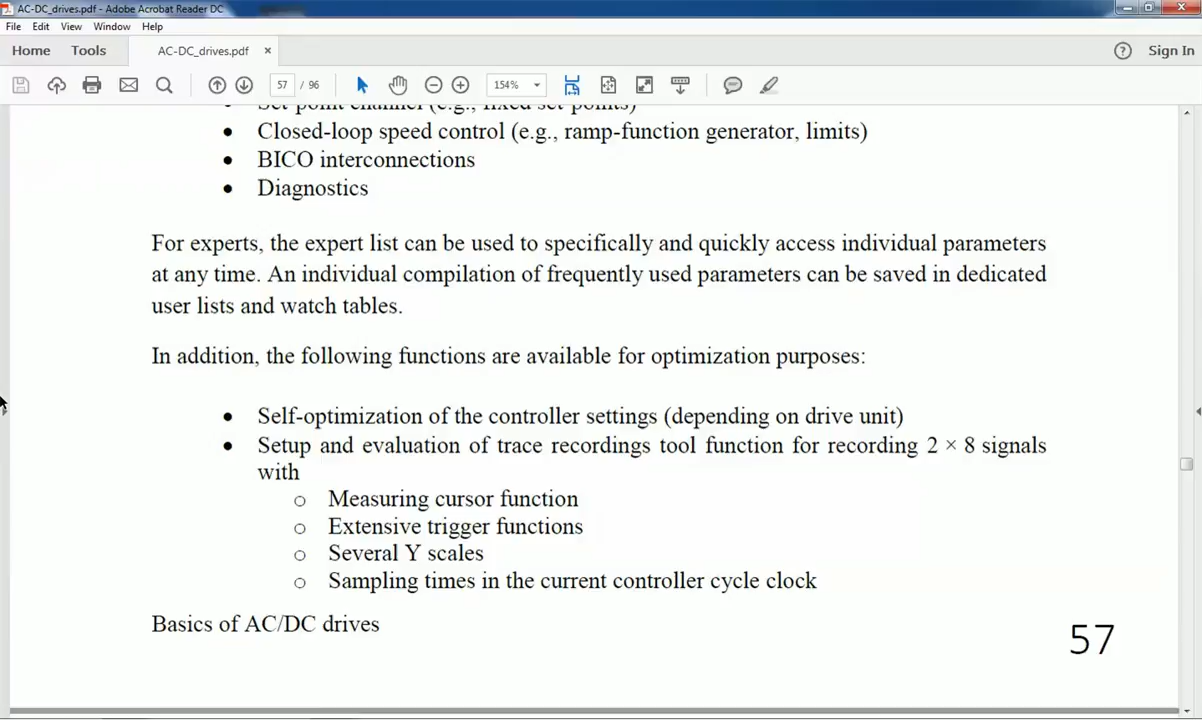 AC-DC_drives.pdf - Adobe Acrobat Reader DC
File Edit View Window Help
Home Tools AC-DC_drives.pdf × Sign In
57 / 96 154%
Set-point channel (e.g., fixed set-points)
• Closed-loop speed control (e.g., ramp-function generator, limits)
• BICO interconnections
• Diagnostics
For experts, the expert list can be used to specifically and quickly access individual parameters
at any time. An individual compilation of frequently used parameters can be saved in dedicated
user lists and watch tables.
In addition, the following functions are available for optimization purposes:
• Self-optimization of the controller settings (depending on drive unit)
• Setup and evaluation of trace recordings tool function for recording 2 × 8 signals
with
○ Measuring cursor function
○ Extensive trigger functions
○ Several Y scales
○ Sampling times in the current controller cycle clock
Basics of AC/DC drives
57